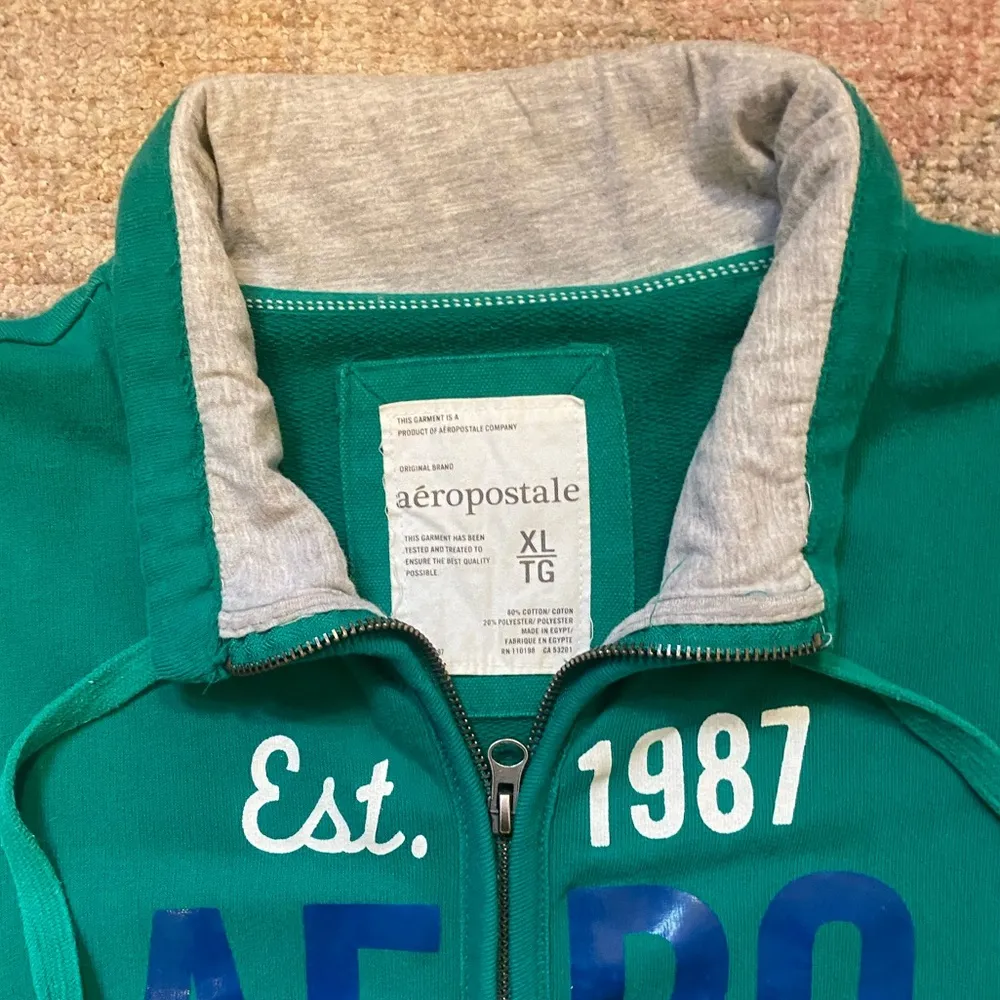 THIS GARMENT IS A
PRODUCT OF AÉROPOSTALE COMPANY
ORIGINAL BRAND
aéropostale
THIS GARMENT HAS BEEN
TESTED AND TREATED TO
ENSURE THE BEST QUALITY
POSSIBLE.
XL
TG
80% COTTON/ COTON
20% POLYESTER/ POLYESTER
MADE IN EGYPT/
FABRIQUE EN EGYPTE
RN 110198 CA 53201
Est. 1987
AERO